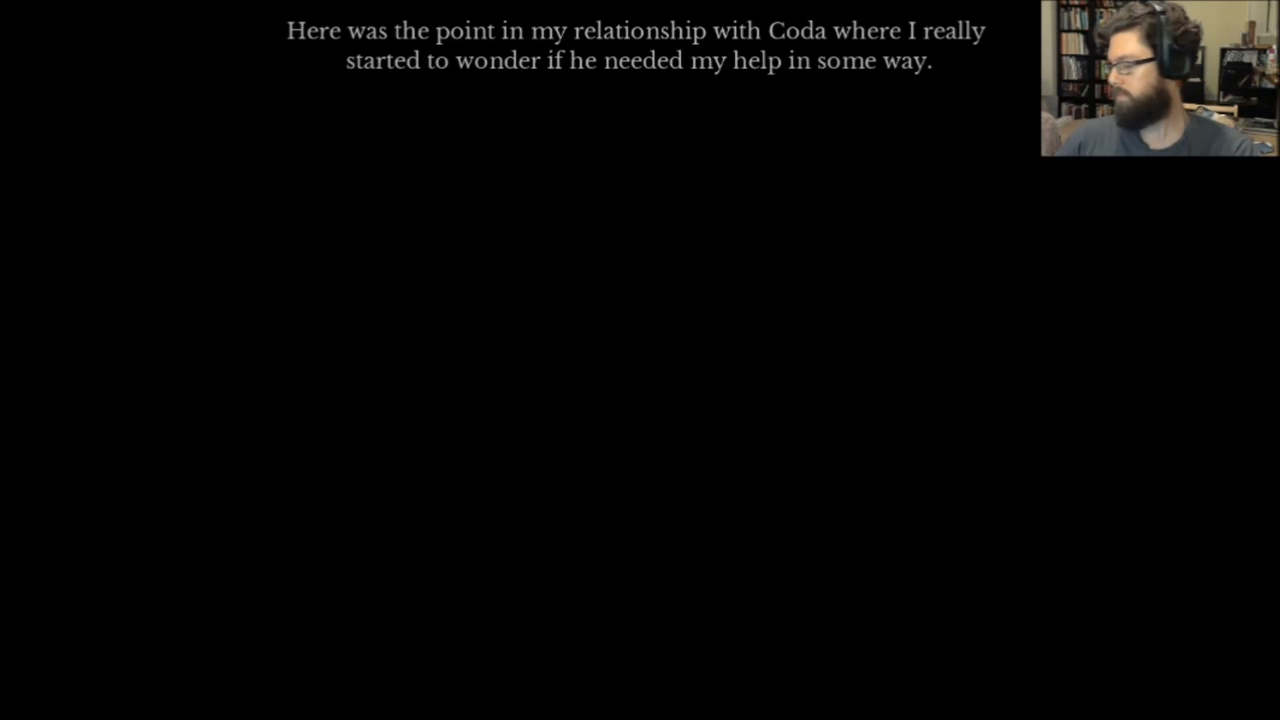 Here was the point in my relationship with Coda where I really
started to wonder if he needed my help in some way.